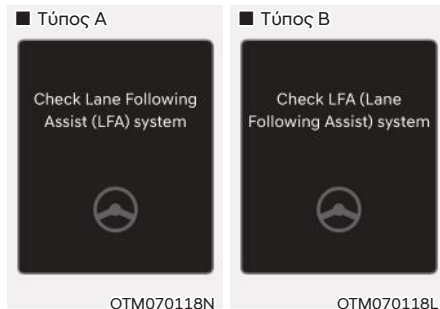 ■ Τύπος A
Check Lane Following
Assist (LFA) system
OTM070118N
■ Τύπος B
Check LFA (Lane
Following Assist) system
OTM070118L